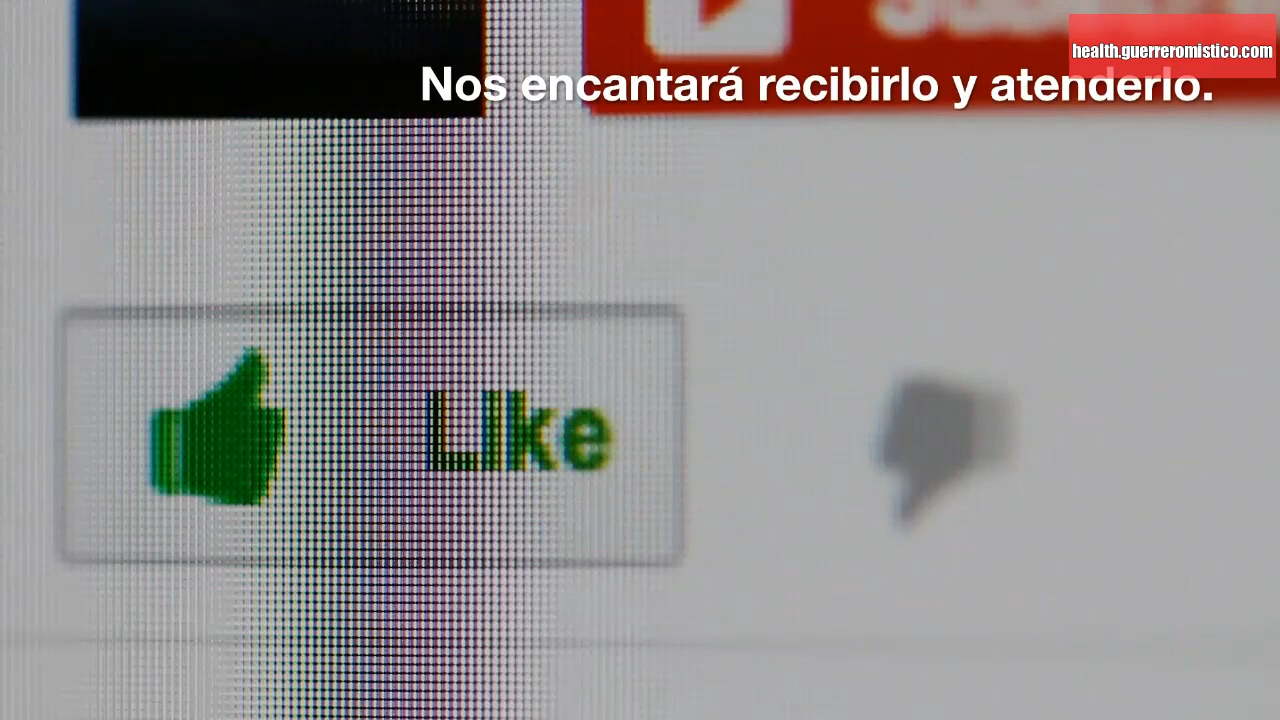 health.guerreromistico.com
Nos encantará recibirlo y atenderlo.
Like